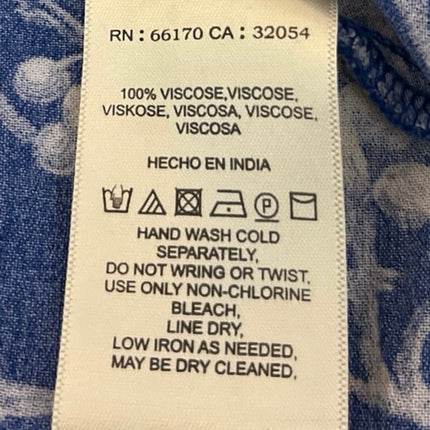 RN : 66170 CA : 32054
100% VISCOSE,VISCOSE,
VISKOSE, VISCOSA, VISCOSE,
VISCOSA
HECHO EN INDIA
P
HAND WASH COLD
SEPARATELY,
DO NOT WRING OR TWIST,
USE ONLY NON-CHLORINE
BLEACH,
LINE DRY,
LOW IRON AS NEEDED,
MAY BE DRY CLEANED,